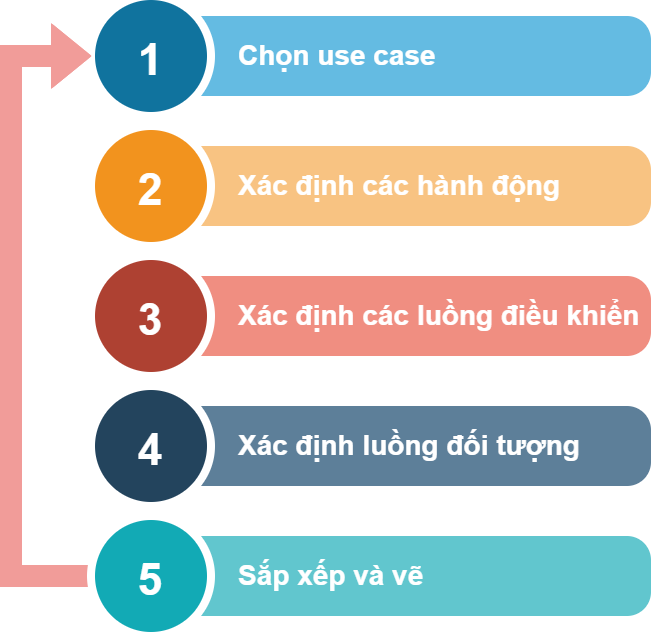 1
Chọn use case
2
Xác định các hành động
3
Xác định các luồng điều khiển
4
Xác định luồng đối tượng
5
Sắp xếp và vẽ